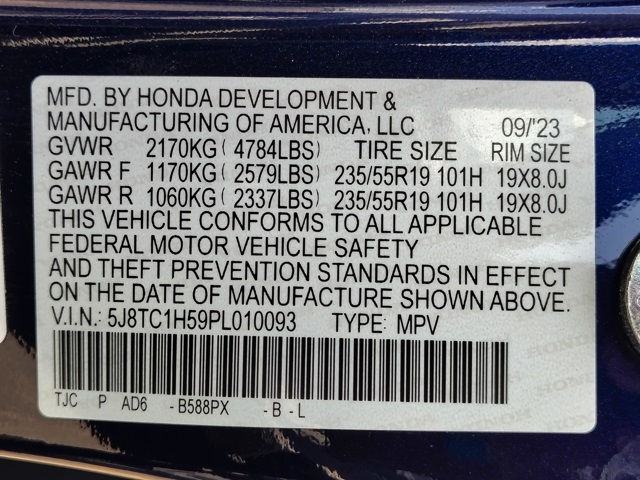 MFD. BY HONDA DEVELOPMENT &
MANUFACTURING OF AMERICA, LLC 09/'23
GVWR 2170KG ( 4784LBS) TIRE SIZE RIM SIZE
GAWR F 1170KG ( 2579LBS) 235/55R19 101H 19X8.0J
GAWR R 1060KG ( 2337LBS) 235/55R19 101H 19X8.0J
THIS VEHICLE CONFORMS TO ALL APPLICABLE
FEDERAL MOTOR VEHICLE SAFETY
AND THEFT PREVENTION STANDARDS IN EFFECT
ON THE DATE OF MANUFACTURE SHOWN ABOVE.
V.I.N.: 5J8TC1H59PL010093 TYPE: MPV
TJC P AD6 -B588PX -B -L